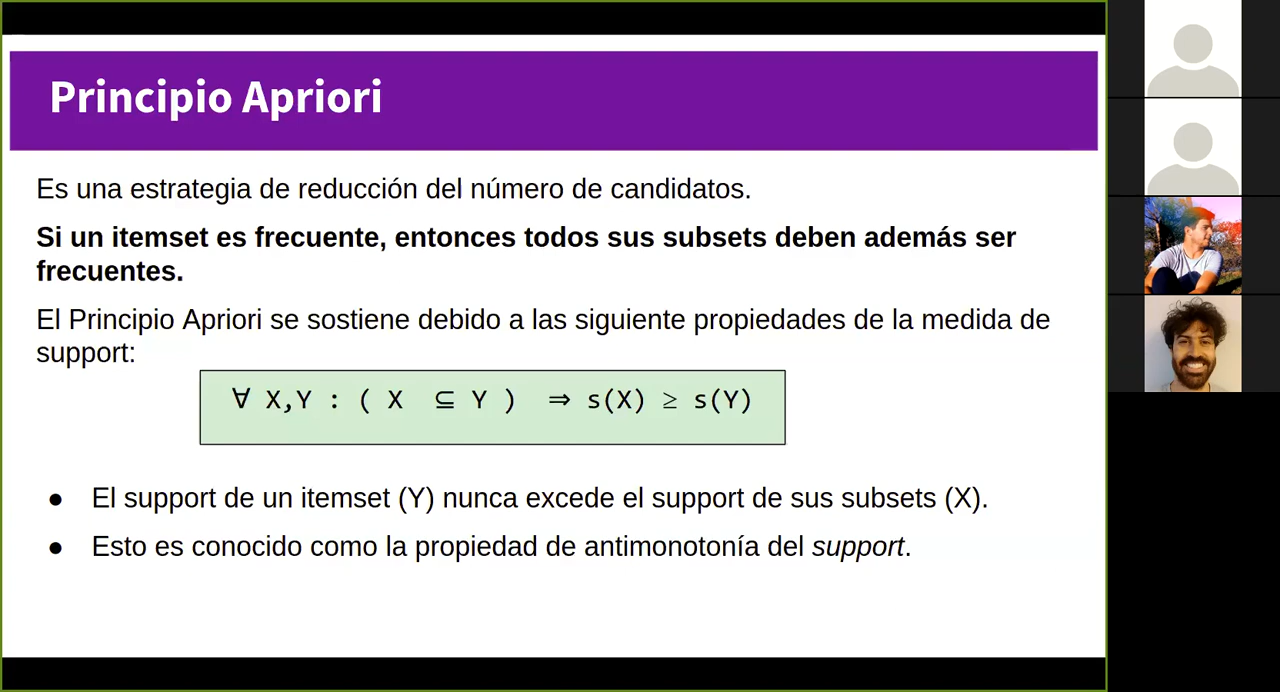 Principio Apriori
Es una estrategia de reducción del número de candidatos.
Si un itemset es frecuente, entonces todos sus subsets deben además ser
frecuentes.
El Principio Apriori se sostiene debido a las siguiente propiedades de la medida de
support:
∀ X,Y : ( X ⊆ Y ) ⇒ s(X) ≥ s(Y)
● El support de un itemset (Y) nunca excede el support de sus subsets (X).
● Esto es conocido como la propiedad de antimonotonía del support.